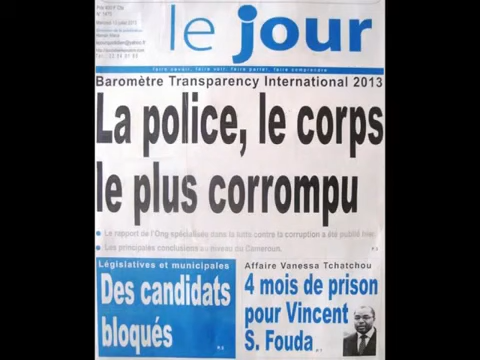 Prix 400 F Cfa
le jour
faire savoir, faire voir, faire parler, faire comprendre
Baromètre Transparency International 2013
La police, le corps
le plus corrompu
Le rapport de l'Ong spécialisée dans la lutte contre la corruption a été publié hier.
Les principales conclusions au niveau du Cameroun.
Législatives et municipales
Des candidats
bloqués
Affaire Vanessa Tchatchou
4 mois de prison
pour Vincent
S. Fouda